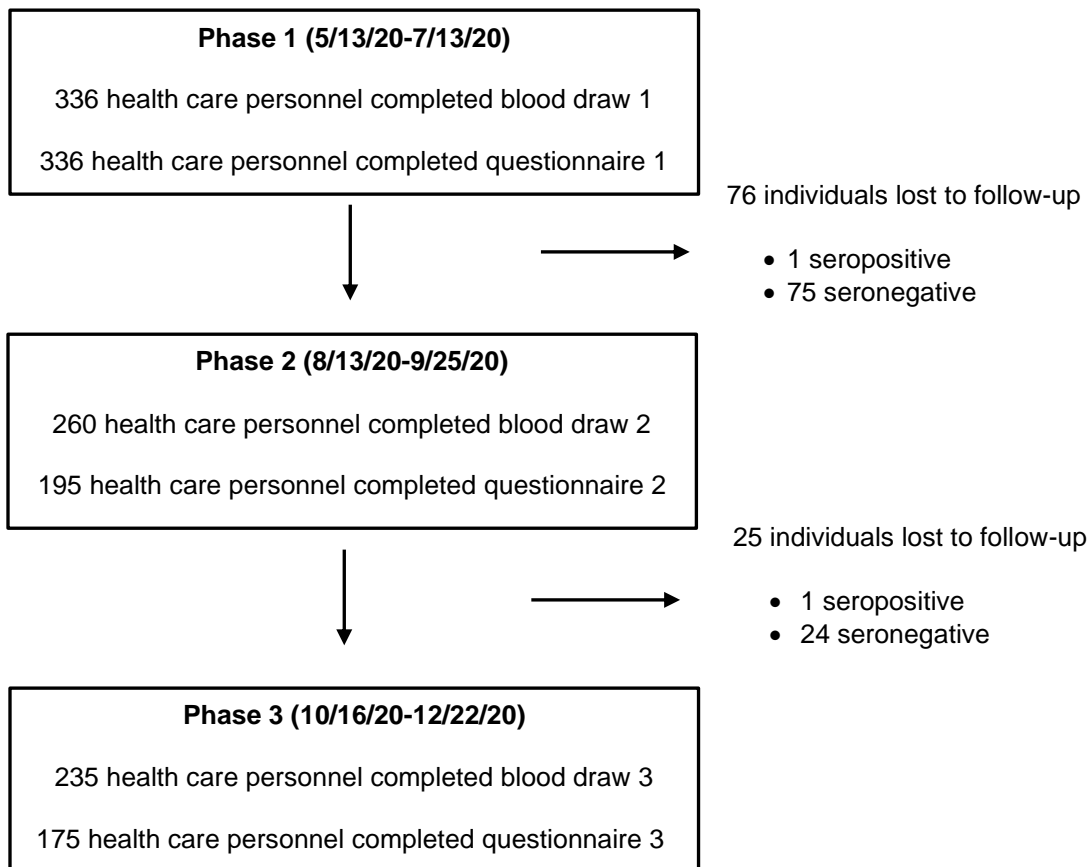 Phase 1 (5/13/20-7/13/20)
336 health care personnel completed blood draw 1
336 health care personnel completed questionnaire 1
76 individuals lost to follow-up
• 1 seropositive
• 75 seronegative
Phase 2 (8/13/20-9/25/20)
260 health care personnel completed blood draw 2
195 health care personnel completed questionnaire 2
25 individuals lost to follow-up
• 1 seropositive
• 24 seronegative
Phase 3 (10/16/20-12/22/20)
235 health care personnel completed blood draw 3
175 health care personnel completed questionnaire 3